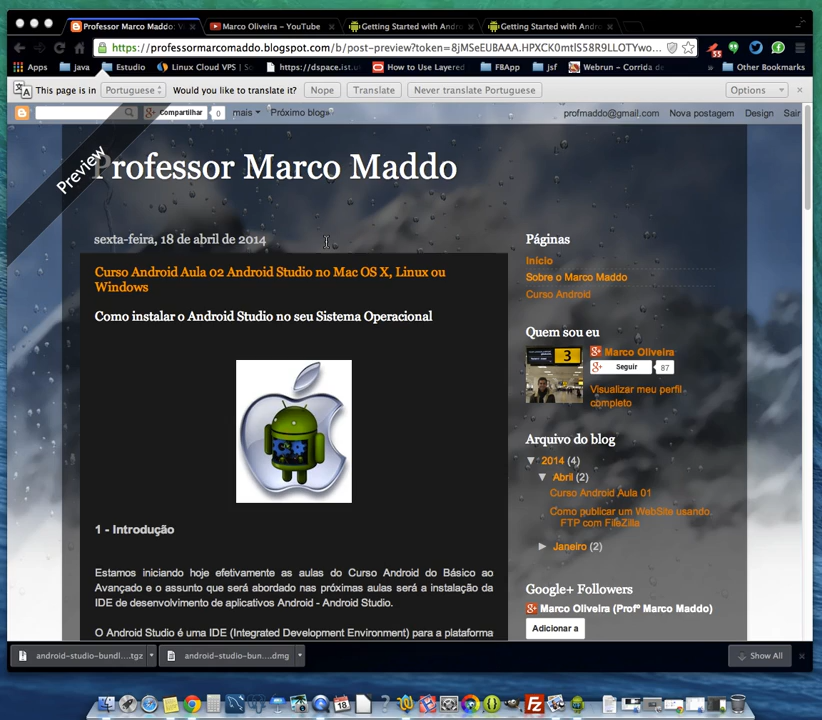 Professor Marco Maddo: V
Marco Oliveira - YouTube
Getting Started with Andr
Getting Started with Andr
https://professormarcomaddo.blogspot.com/b/post-preview?token=8jMSeEUBAAA.HPXCK0mtlS58R9LLOTYwo...
Apps
java
Estudio
Linux Cloud VPS | So
https://dspace.ist.u
How to Use Layered
FBApp
jsf
Webrun - Corrida de
»
Other Bookmarks
This page is in
Portuguese
Would you like to translate it?
Nope
Translate
Never translate Portuguese
Options
Compartilhar
0
mais
Próximo blog»
profmaddo@gmail.com
Nova postagem
Design
Sair
Preview
Professor Marco Maddo
sexta-feira, 18 de abril de 2014
Curso Android Aula 02 Android Studio no Mac OS X, Linux ou
Windows
Como instalar o Android Studio no seu Sistema Operacional
1 - Introdução
Estamos iniciando hoje efetivamente as aulas do Curso Android do Básico ao
Avançado e o assunto que será abordado nas próximas aulas será a instalação da
IDE de desenvolvimento de aplicativos Android - Android Studio.
O Android Studio é uma IDE (Integrated Development Environment) para a plataforma
Páginas
Início
Sobre o Marco Maddo
Curso Android
Quem sou eu
3
Marco Oliveira
Seguir
87
Visualizar meu perfil
completo
Arquivo do blog
▼ 2014 (4)
▼ Abril (2)
Curso Android Aula 01
Como publicar um WebSite usando.
FTP com FileZilla
► Janeiro (2)
Google+ Followers
Marco Oliveira (Profº Marco Maddo)
Adicionar a
android-studio-bundl....tgz
android-studio-bun....dmg
Show All
18